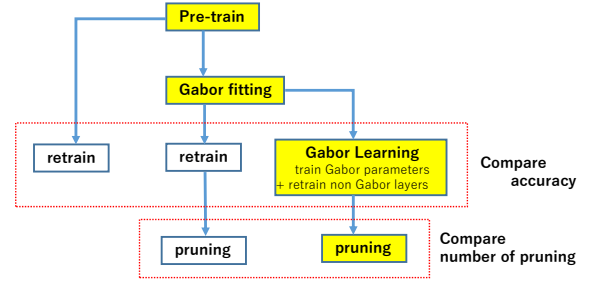 Pre-train
Gabor fitting
retrain
retrain
Gabor Learning
train Gabor parameters
+ retrain non Gabor layers
Compare
accuracy
pruning
pruning
Compare
number of pruning